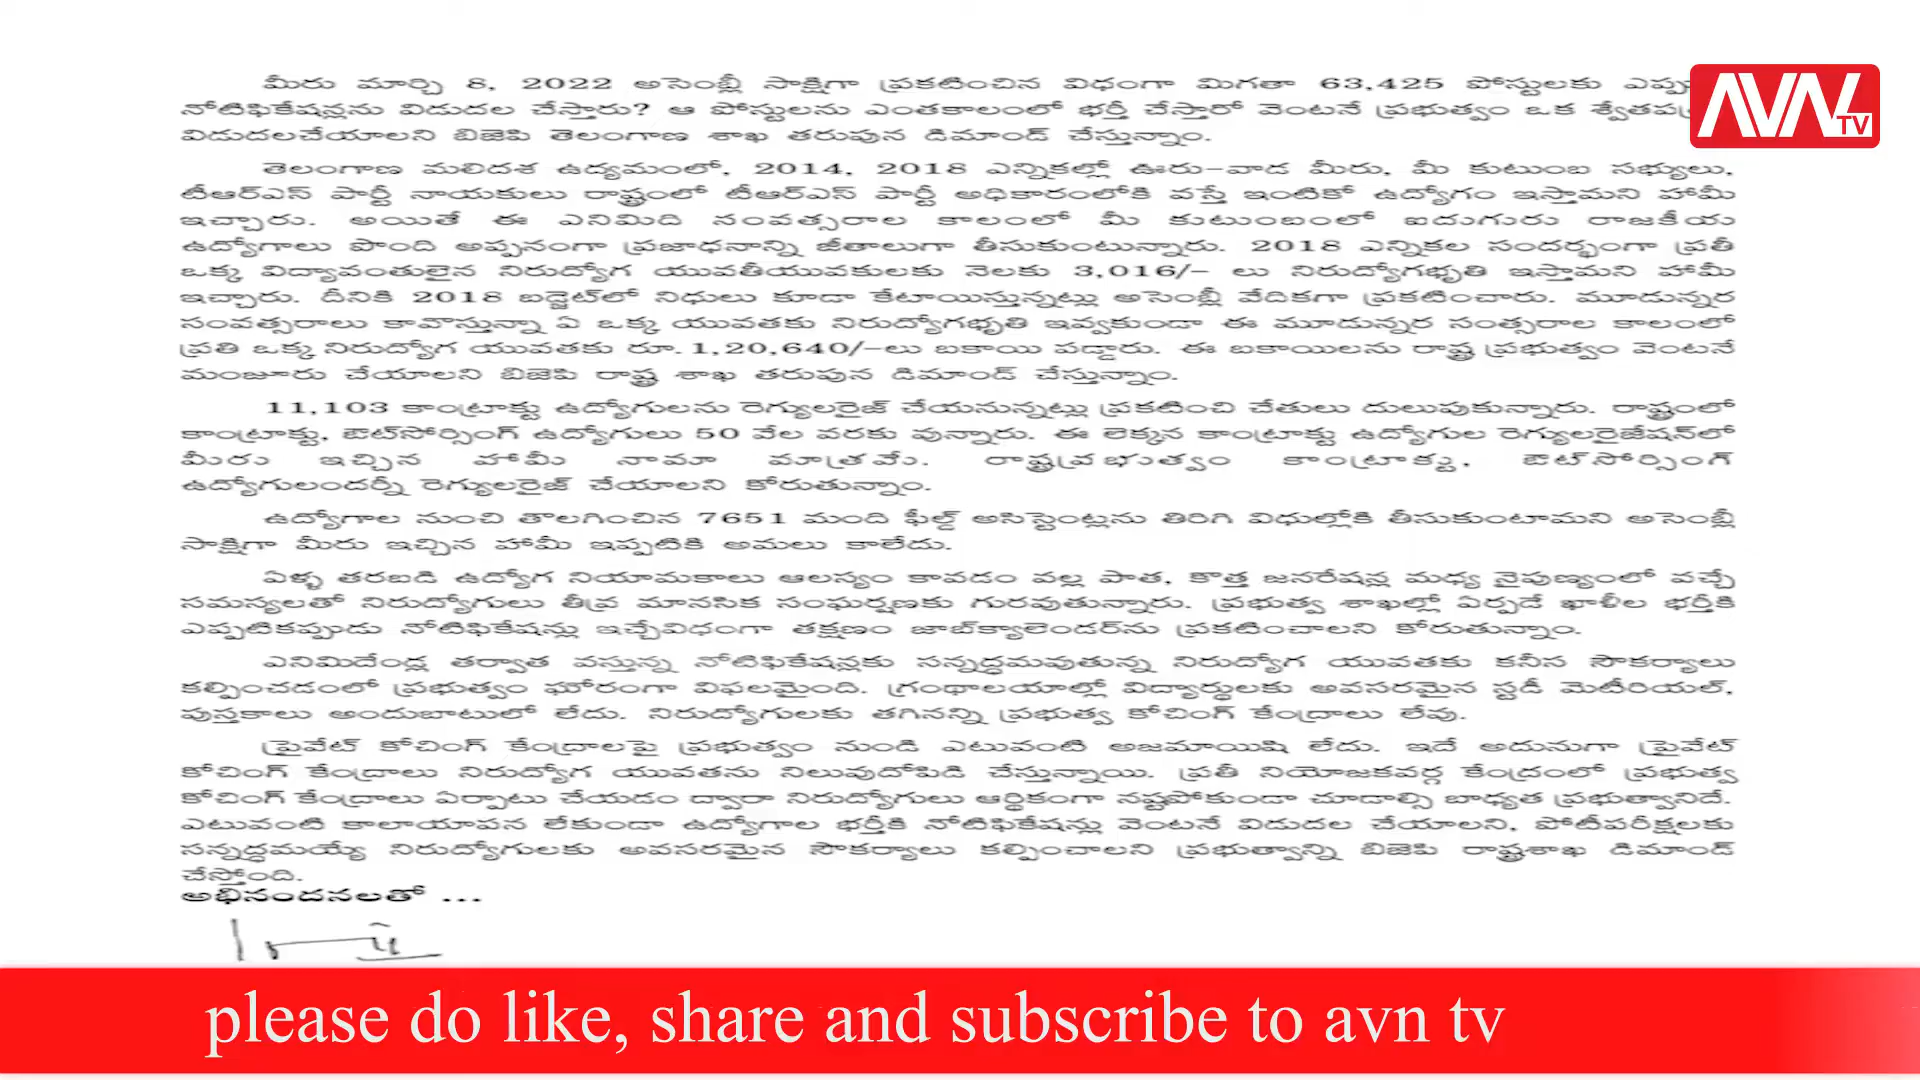 మీరు మార్చి 8, 2022 అసెంబ్లీ సాక్షిగా ప్రకటించిన విధంగా మిగతా 63,425 పోస్టులకు
నోటిఫికేషన్లను విడుదల చేస్తారు? ఆ పోస్టులను ఎంతకాలంలో భర్తీ చేస్తారో వెంటనే ప్రభుత్వం ఒక
విడుదలచేయాలని బిజెపి తెలంగాణ శాఖ తరుపున డిమాండ్ చేస్తున్నాం.
తెలంగాణ మలిదశ ఉద్యమంలో, 2014, 2018 ఎన్నికల్లో ఊరు-వాడ మీరు, మీ కుటుంబ సభ్యులు,
టీఆర్ఎస్ పార్టీ నాయకులు రాష్ట్రంలో టీఆర్ఎస్ పార్టీ అధికారంలోకి వస్తే ఇంటికో ఉద్యోగం ఇస్తామని హామీ
ఇచ్చారు. అయితే ఈ ఎనిమిది సంవత్సరాల కాలంలో మీ కుటుంబంలో ఐదుగురు రాజకీయ
ఉద్యోగాలు పొంది అప్పనంగా ప్రజాధనాన్ని జీతాలుగా తీసుకుంటున్నారు. 2018 ఎన్నికల సందర్భంగా ప్రతీ
ఒక్క విద్యావంతులైన నిరుద్యోగ యువతీయువకులకు నెలకు 3,016/- లు నిరుద్యోగభృతి ఇస్తామని హామీ
ఇచ్చారు. దీనికి 2018 బడ్జెట్‌లో నిధులు కూడా కేటాయిస్తున్నట్లు అసెంబ్లీ వేదికగా ప్రకటించారు. మూడున్నర
సంవత్సరాలు కావొస్తున్నా ఏ ఒక్క యువతకు నిరుద్యోగభృతి ఇవ్వకుండా ఈ మూడున్నర సంత్సరాల కాలంలో
ప్రతి ఒక్క నిరుద్యోగ యువతకు రూ.1,20,640/-లు బకాయి పడ్డారు. ఈ బకాయిలను రాష్ట్ర ప్రభుత్వం వెంటనే
మంజూరు చేయాలని బిజెపి రాష్ట్ర శాఖ తరుపున డిమాండ్ చేస్తున్నాం.
11,103 కాంట్రాక్టు ఉద్యోగులను రెగ్యులరైజ్ చేయనున్నట్లు ప్రకటించి చేతులు దులుపుకున్నారు. రాష్ట్రంలో
కాంట్రాక్టు, ఔట్‌సోర్సింగ్ ఉద్యోగులు 50 వేల వరకు వున్నారు. ఈ లెక్కన కాంట్రాక్టు ఉద్యోగుల రెగ్యులరైజేషన్‌లో
మీరు ఇచ్చిన హామీ నామ మాత్రమే. రాష్ట్రప్రభుత్వం కాంట్రాక్టు, ఔట్‌సోర్సింగ్
ఉద్యోగులందర్నీ రెగ్యులరైజ్ చేయాలని కోరుతున్నాం.
ఉద్యోగాల నుంచి తొలగించిన 7651 మంది ఫీల్డ్ అసిస్టెంట్లను తిరిగి విధుల్లోకి తీసుకుంటామని అసెంబ్లీ
సాక్షిగా మీరు ఇచ్చిన హామీ ఇప్పటికి అమలు కాలేదు.
ఏళ్ళ తరబడి ఉద్యోగ నియామకాలు ఆలస్యం కావడం వల్ల పాత, కొత్త జనరేషన్ల మధ్య నైపుణ్యంలో వచ్చే
సమస్యలతో నిరుద్యోగులు తీవ్ర మానసిక సంఘర్షణకు గురవుతున్నారు. ప్రభుత్వ శాఖల్లో ఏర్పడే ఖాళీల భర్తీకి
ఎప్పటికప్పుడు నోటిఫికేషన్లు ఇచ్చేవిధంగా తక్షణం జాబ్‌క్యాలెండర్‌ను ప్రకటించాలని కోరుతున్నాం.
ఎనిమిదేండ్ల తర్వాత వస్తున్న నోటిఫికేషన్లకు సన్నద్ధమవుతున్న నిరుద్యోగ యువతకు కనీస సౌకర్యాలు
కల్పించడంలో ప్రభుత్వం ఘోరంగా విఫలమైంది. గ్రంథాలయాల్లో విద్యార్థులకు అవసరమైన స్టడీ మెటీరియల్,
పుస్తకాలు అందుబాటులో లేదు. నిరుద్యోగులకు తగినన్ని ప్రభుత్వ కోచింగ్ కేంద్రాలు లేవు.
ప్రైవేట్ కోచింగ్ కేంద్రాలపై ప్రభుత్వం నుండి ఎటువంటి అజమాయిషి లేదు. ఇదే అదునుగా ప్రైవేట్
కోచింగ్ కేంద్రాలు నిరుద్యోగ యువతను నిలువుదోపిడి చేస్తున్నాయి. ప్రతీ నియోజకవర్గ కేంద్రంలో ప్రభుత్వ
కోచింగ్ కేంద్రాలు ఏర్పాటు చేయడం ద్వారా నిరుద్యోగులు ఆర్థికంగా నష్టపోకుండా చూడాల్సి బాధ్యత ప్రభుత్వానిదే.
ఎటువంటి కాలాయాపన లేకుండా ఉద్యోగాల భర్తీకి నోటిఫికేషన్లు వెంటనే విడుదల చేయాలని, పోటీపరీక్షలకు
సన్నద్ధమయ్యే నిరుద్యోగులకు అవసరమైన సౌకర్యాలు కల్పించాలని ప్రభుత్వాన్ని బిజెపి రాష్ట్రశాఖ డిమాండ్
చేస్తోంది.
అభినందనలతో ...
AVN TV
please do like, share and subscribe to avn tv